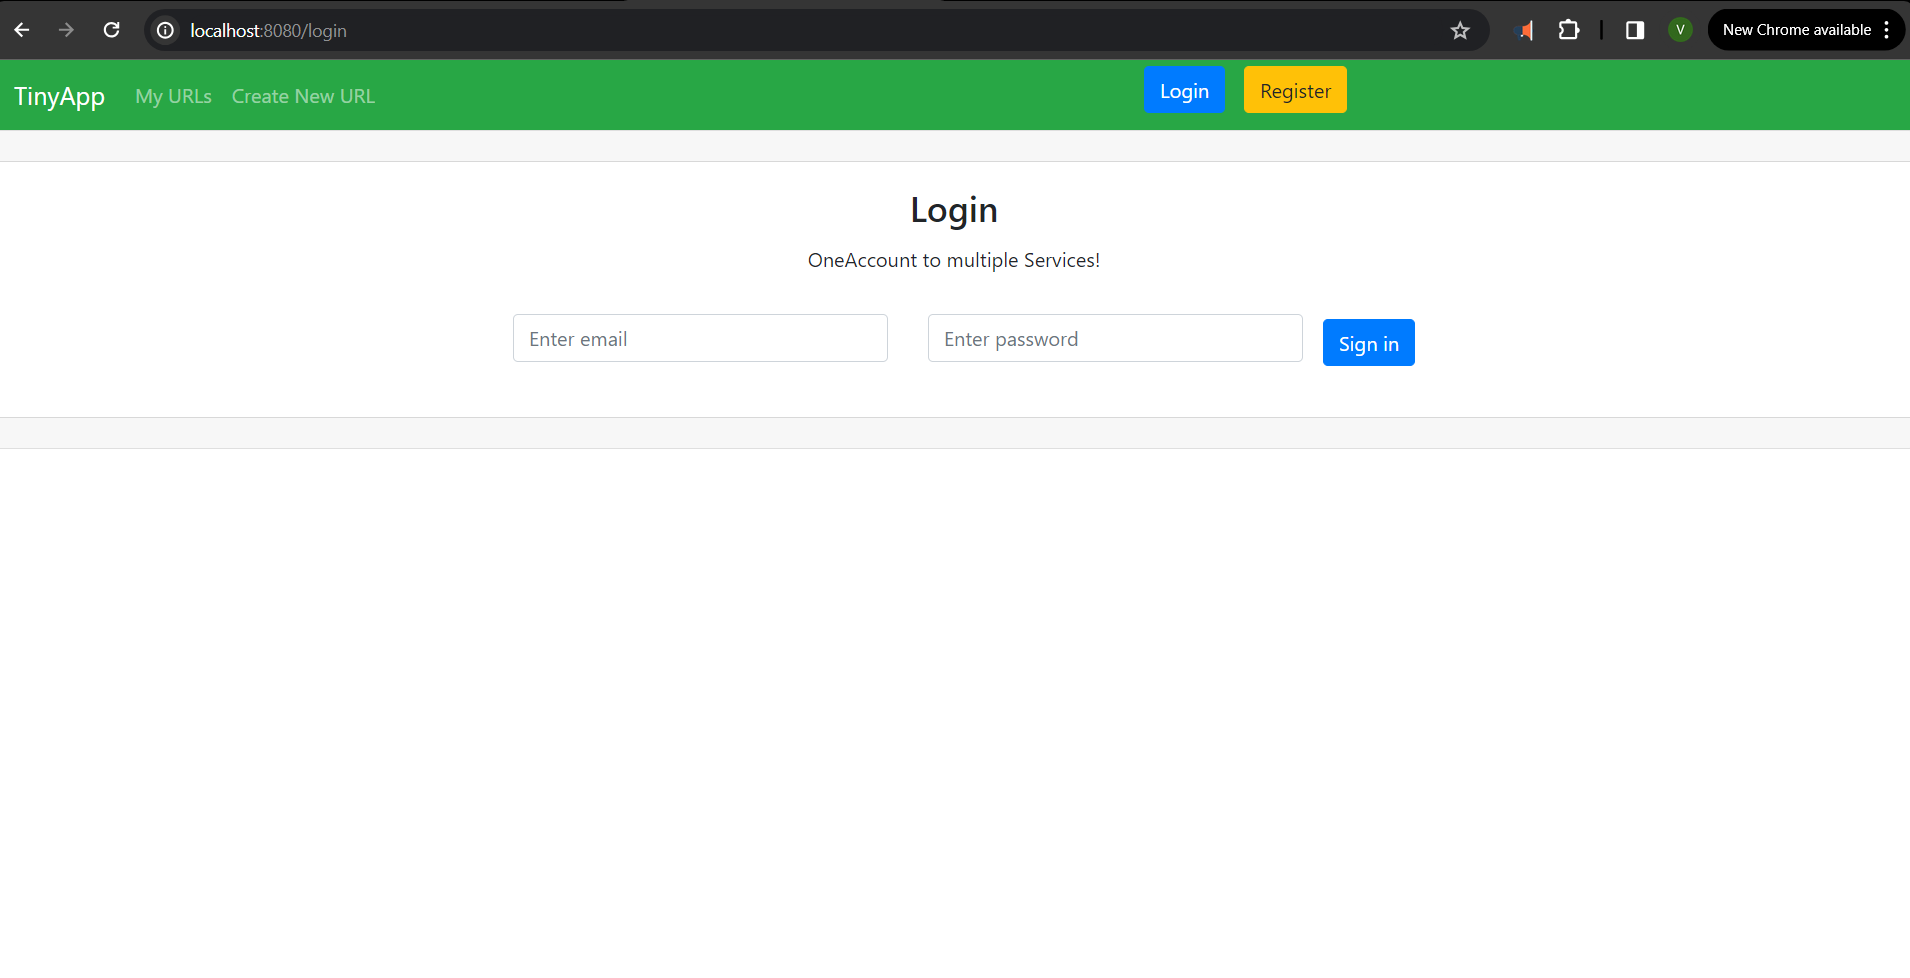 localhost:8080/login
V
New Chrome available
TinyApp My URLs Create New URL Login Register
Login
OneAccount to multiple Services!
Enter email Enter password Sign in